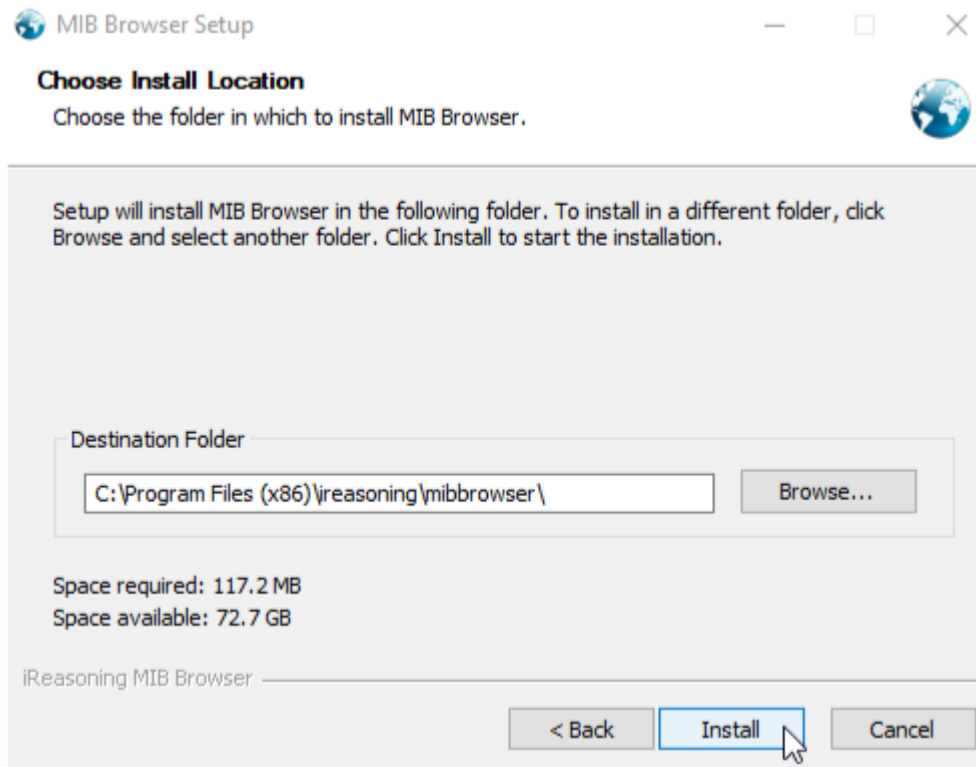 MIB Browser Setup
Choose Install Location
Choose the folder in which to install MIB Browser.
Setup will install MIB Browser in the following folder. To install in a different folder, click
Browse and select another folder. Click Install to start the installation.
Destination Folder
C:\Program Files (x86)\ireasoning\mibbrowser\
Browse...
Space required: 117.2 MB
Space available: 72.7 GB
iReasoning MIB Browser
< Back
Install
Cancel